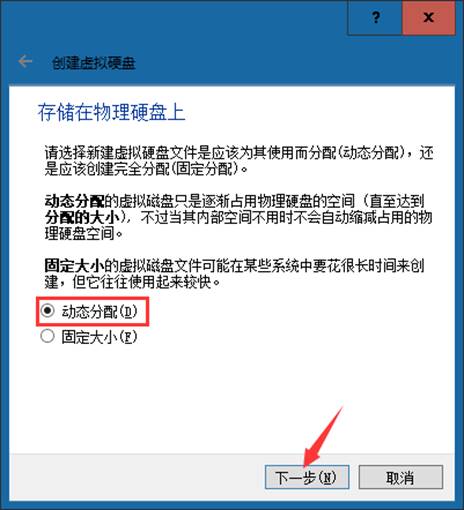 ?
创建虚拟硬盘
存储在物理硬盘上
请选择新建虚拟硬盘文件是应该为其使用而分配(动态分配)，还
是应该创建完全分配(固定分配)。
动态分配的虚拟磁盘只是逐渐占用物理硬盘的空间（直至达到
分配的大小），不过当其内部空间不用时不会自动缩减占用的物
理硬盘空间。
固定大小的虚拟磁盘文件可能在某些系统中要花很长时间来创
建，但它往往使用起来较快。
动态分配(D)
固定大小(F)
下一步(N) 取消